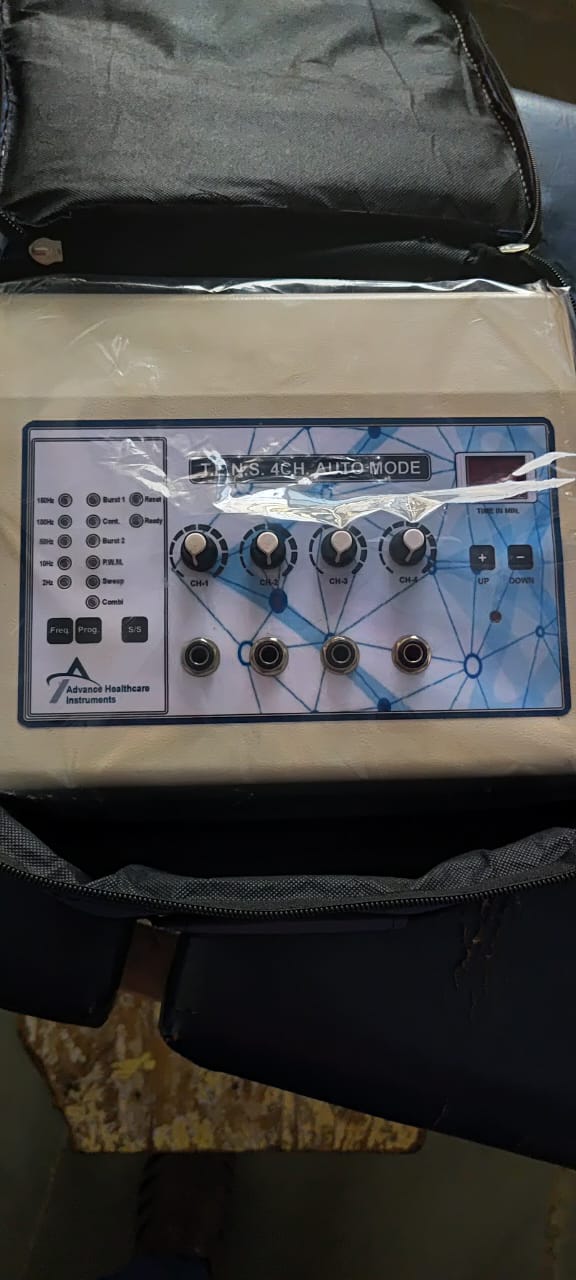 T.E.N.S. 4CH. AUTO MODE
150Hz Burst 1 Reset
100Hz Cont. Ready
50Hz Burst 2
10Hz P.W.M.
2Hz Sweep
Combi
Freq. Prog. S/S
Advance Healthcare
Instruments
CH-1 CH-2 CH-3 CH-4
TIME IN MIN.
+ −
UP DOWN